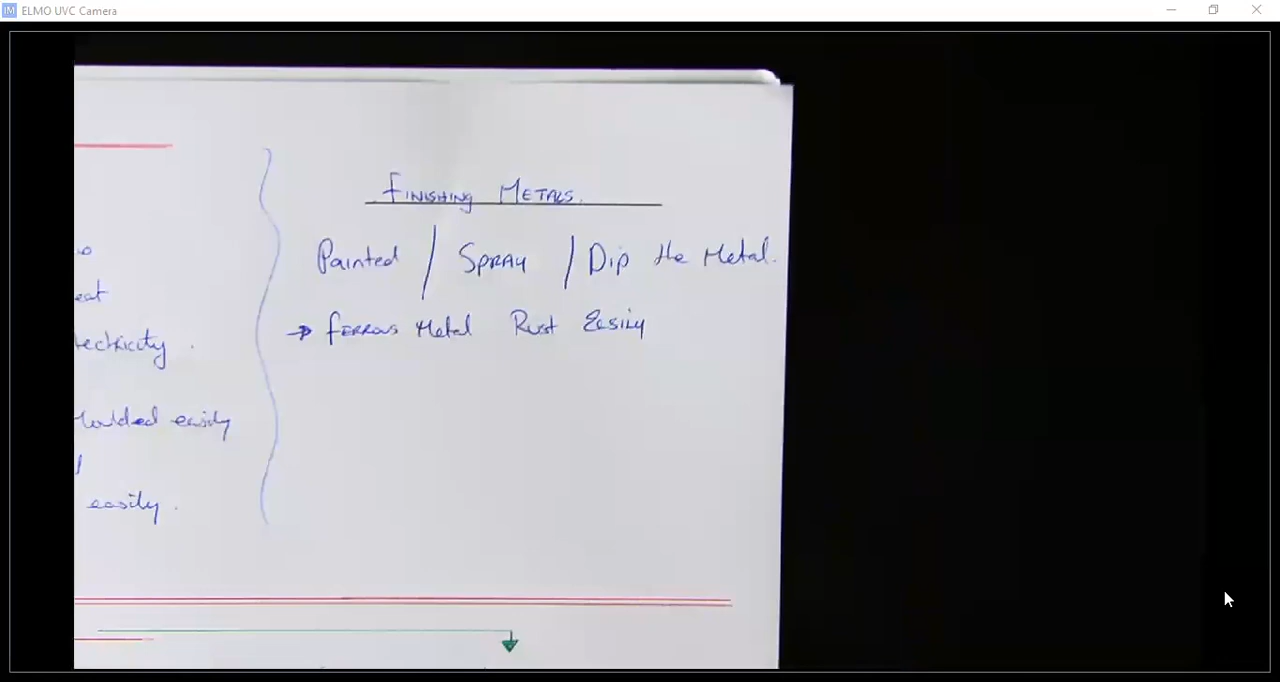 ELMO UVC Camera
FINISHING METALS.
Painted / SPRAY / Dip the Metal.
→ FERROUS Metal Rust EASILY
eat
lectricity.
Moulded easily
easily.